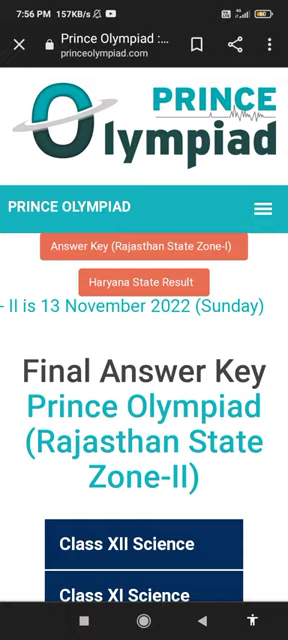 7:56 PM 157KB/s
Prince Olympiad :...
princeolympiad.com
PRINCE
Olympiad
PRINCE OLYMPIAD
Answer Key (Rajasthan State Zone-I)
Haryana State Result
- II is 13 November 2022 (Sunday)
Final Answer Key
Prince Olympiad
(Rajasthan State
Zone-II)
Class XII Science
Class XI Science